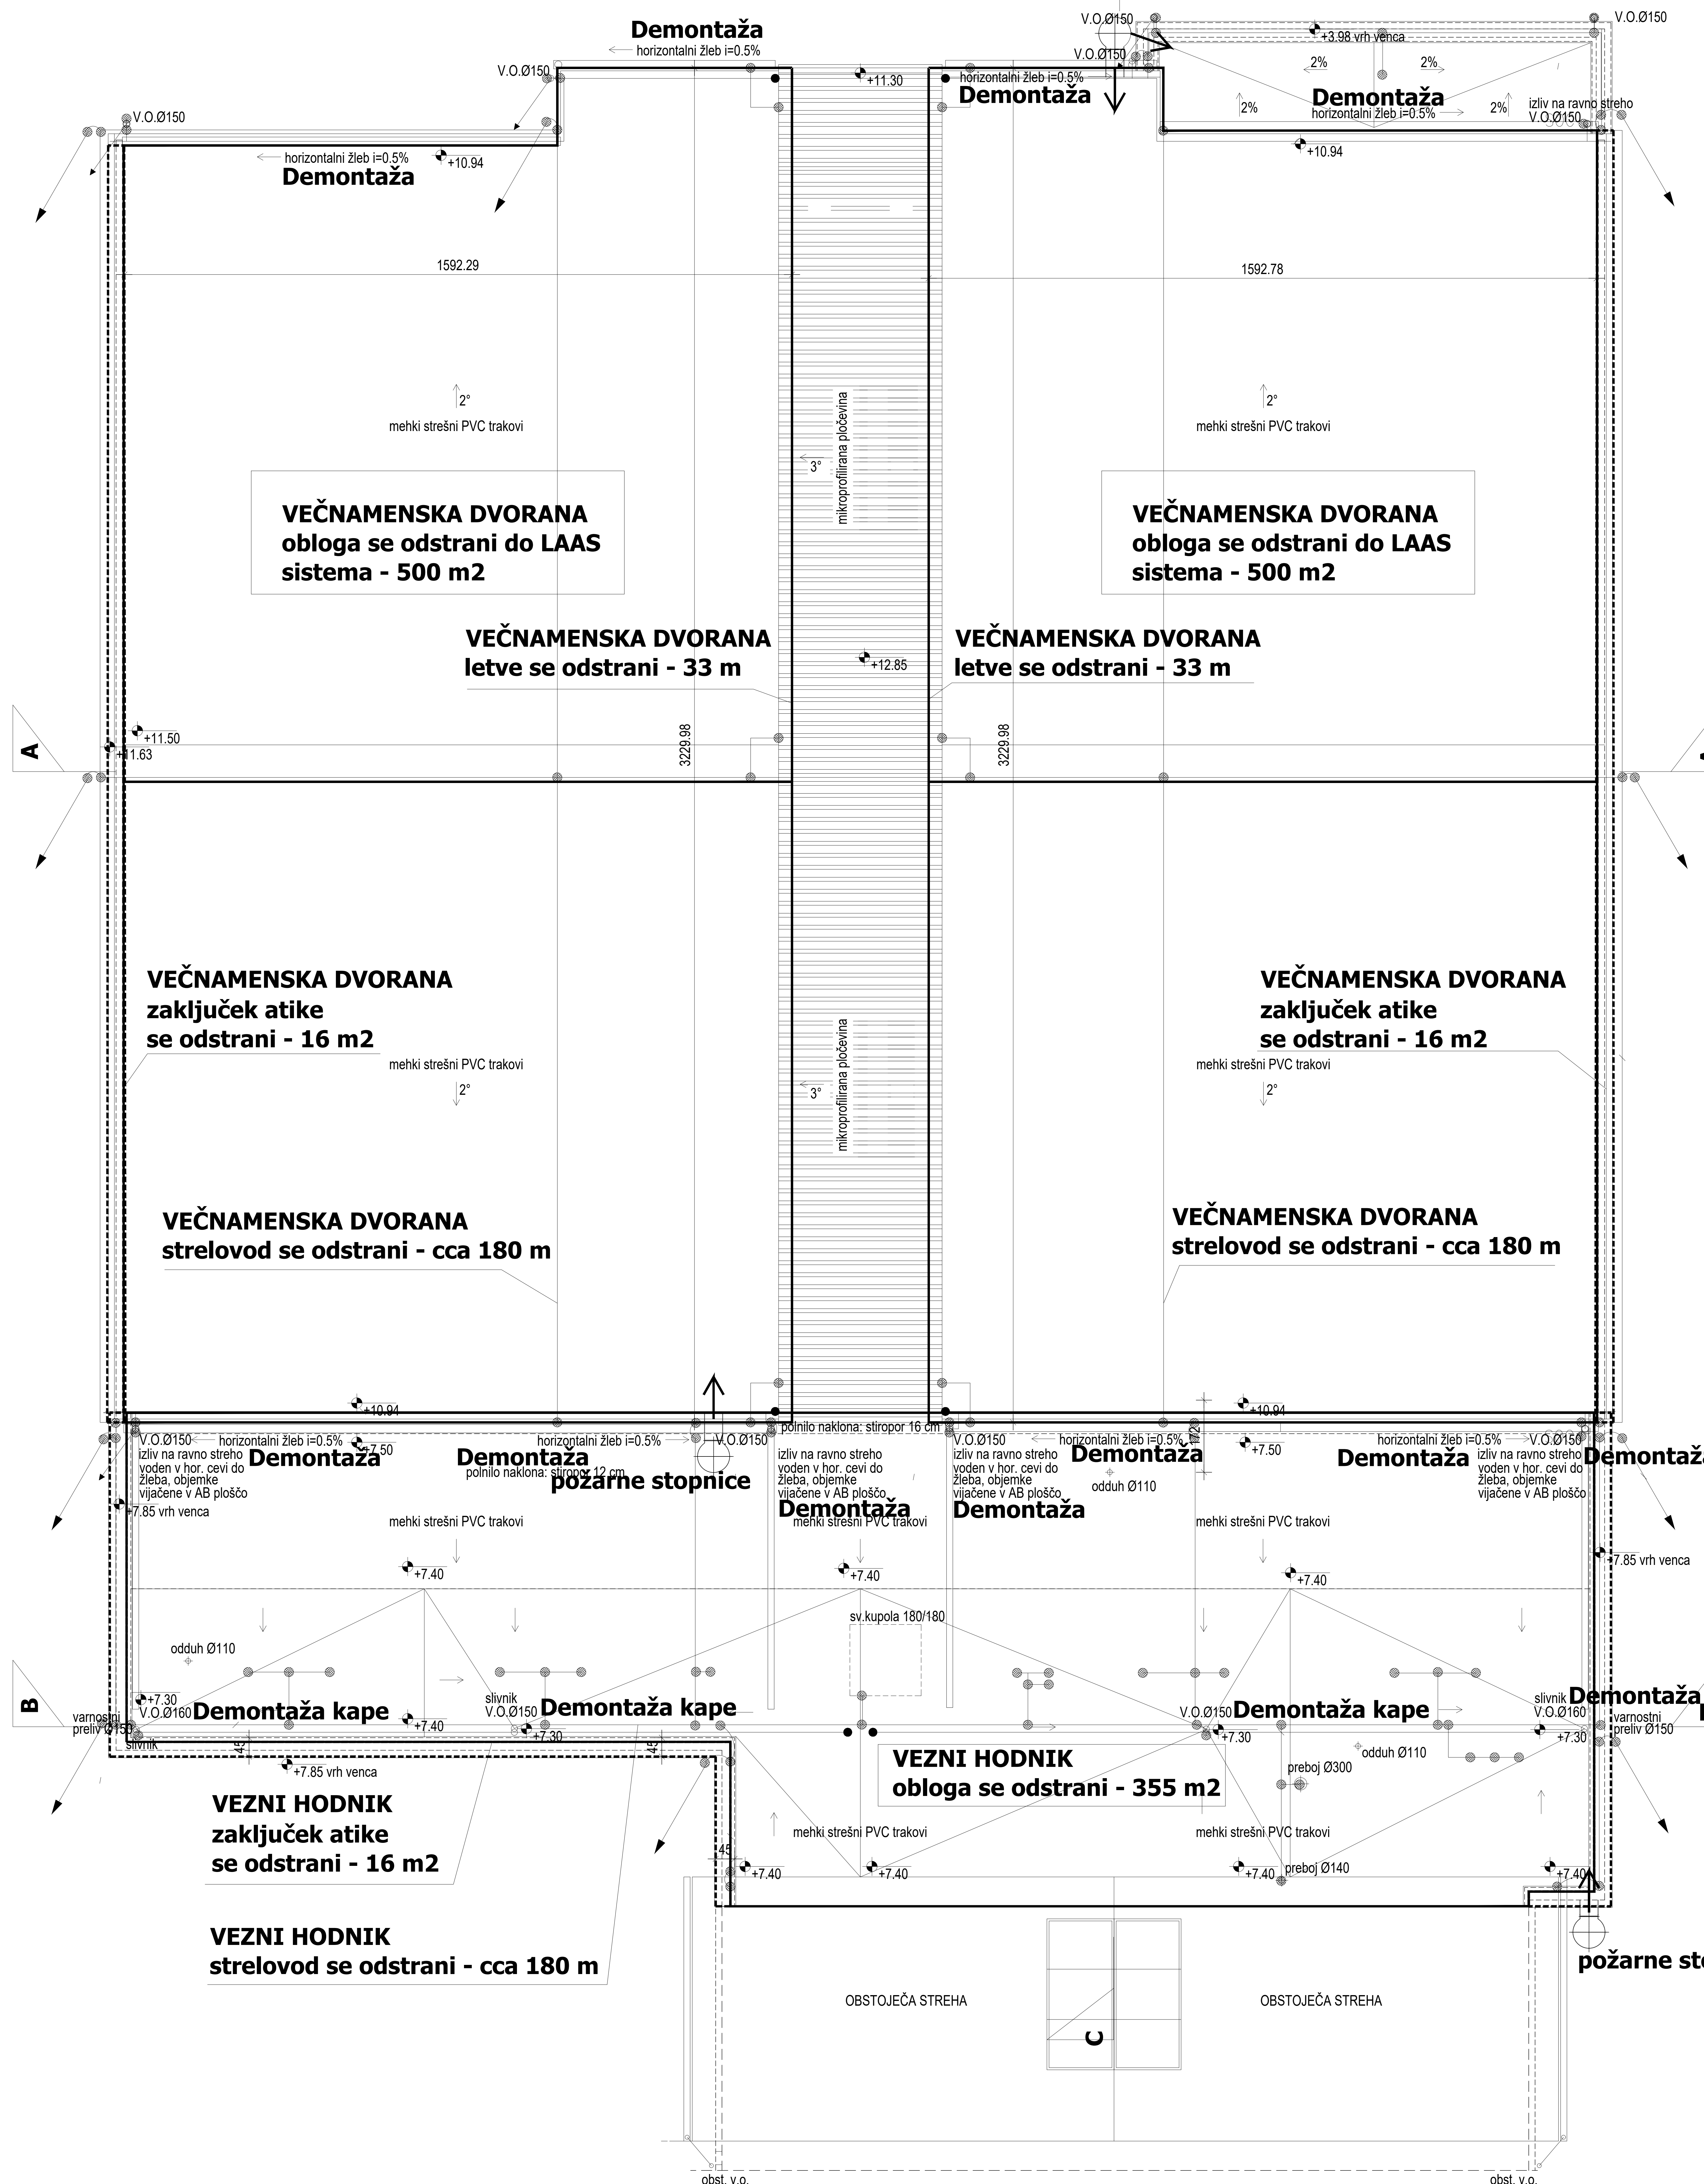 Demontaža
horizontalni žleb i=0.5%
V.O.Ø150
+11.30
V.O.Ø150
V.O.Ø150
horizontalni žleb i=0.5%
Demontaža
V.O.Ø150
+3.98 vrh venca
2%
2%
2%
2%
Demontaža
horizontalni žleb i=0.5%
izliv na ravno streho
V.O.Ø150
V.O.Ø150
horizontalni žleb i=0.5%
Demontaža
+10.94
+10.94
1592.29
1592.78
2°
mehki strešni PVC trakovi
mikroprofilirana pločevina
3°
2°
mehki strešni PVC trakovi
VEČNAMENSKA DVORANA
obloga se odstrani do LAAS
sistema - 500 m2
VEČNAMENSKA DVORANA
obloga se odstrani do LAAS
sistema - 500 m2
VEČNAMENSKA DVORANA
letve se odstrani - 33 m
VEČNAMENSKA DVORANA
letve se odstrani - 33 m
+12.85
A
+11.50
+11.63
3229.98
3229.98
VEČNAMENSKA DVORANA
zaključek atike
se odstrani - 16 m2
mehki strešni PVC trakovi
2°
3°
mikroprofilirana pločevina
VEČNAMENSKA DVORANA
zaključek atike
se odstrani - 16 m2
mehki strešni PVC trakovi
2°
VEČNAMENSKA DVORANA
strelovod se odstrani - cca 180 m
VEČNAMENSKA DVORANA
strelovod se odstrani - cca 180 m
+10.94
+10.94
polnilo naklona: stiropor 16 cm
V.O.Ø150
izliv na ravno streho
voden v hor. cevi do
žleba, objemke
vijačene v AB ploščo
horizontalni žleb i=0.5%
Demontaža
+7.50
horizontalni žleb i=0.5%
Demontaža
polnilo naklona: stiropor 12 cm
požarne stopnice
V.O.Ø150
izliv na ravno streho
voden v hor. cevi do
žleba, objemke
vijačene v AB ploščo
Demontaža
V.O.Ø150
izliv na ravno streho
voden v hor. cevi do
žleba, objemke
vijačene v AB ploščo
Demontaža
horizontalni žleb i=0.5%
Demontaža
odduh Ø110
+7.50
horizontalni žleb i=0.5%
Demontaža
V.O.Ø150
izliv na ravno streho
voden v hor. cevi do
žleba, objemke
vijačene v AB ploščo
+7.85 vrh venca
mehki strešni PVC trakovi
mehki strešni PVC trakovi
mehki strešni PVC trakovi
+7.85 vrh venca
+7.40
+7.40
+7.40
sv.kupola 180/180
odduh Ø110
B
varnostni
preliv Ø150
+7.30
V.O.Ø160
slivnik
Demontaža kape
+7.40
slivnik
V.O.Ø150
+7.30
Demontaža kape
V.O.Ø150
+7.30
Demontaža kape
slivnik
V.O.Ø160
+7.30
Demontaža
varnostni
preliv Ø150
45
45
+7.85 vrh venca
VEZNI HODNIK
obloga se odstrani - 355 m2
odduh Ø110
preboj Ø300
VEZNI HODNIK
zaključek atike
se odstrani - 16 m2
mehki strešni PVC trakovi
mehki strešni PVC trakovi
45
+7.40
+7.40
+7.40
preboj Ø140
+7.40
VEZNI HODNIK
strelovod se odstrani - cca 180 m
OBSTOJEČA STREHA
OBSTOJEČA STREHA
C
obst. v.o.
obst. v.o.